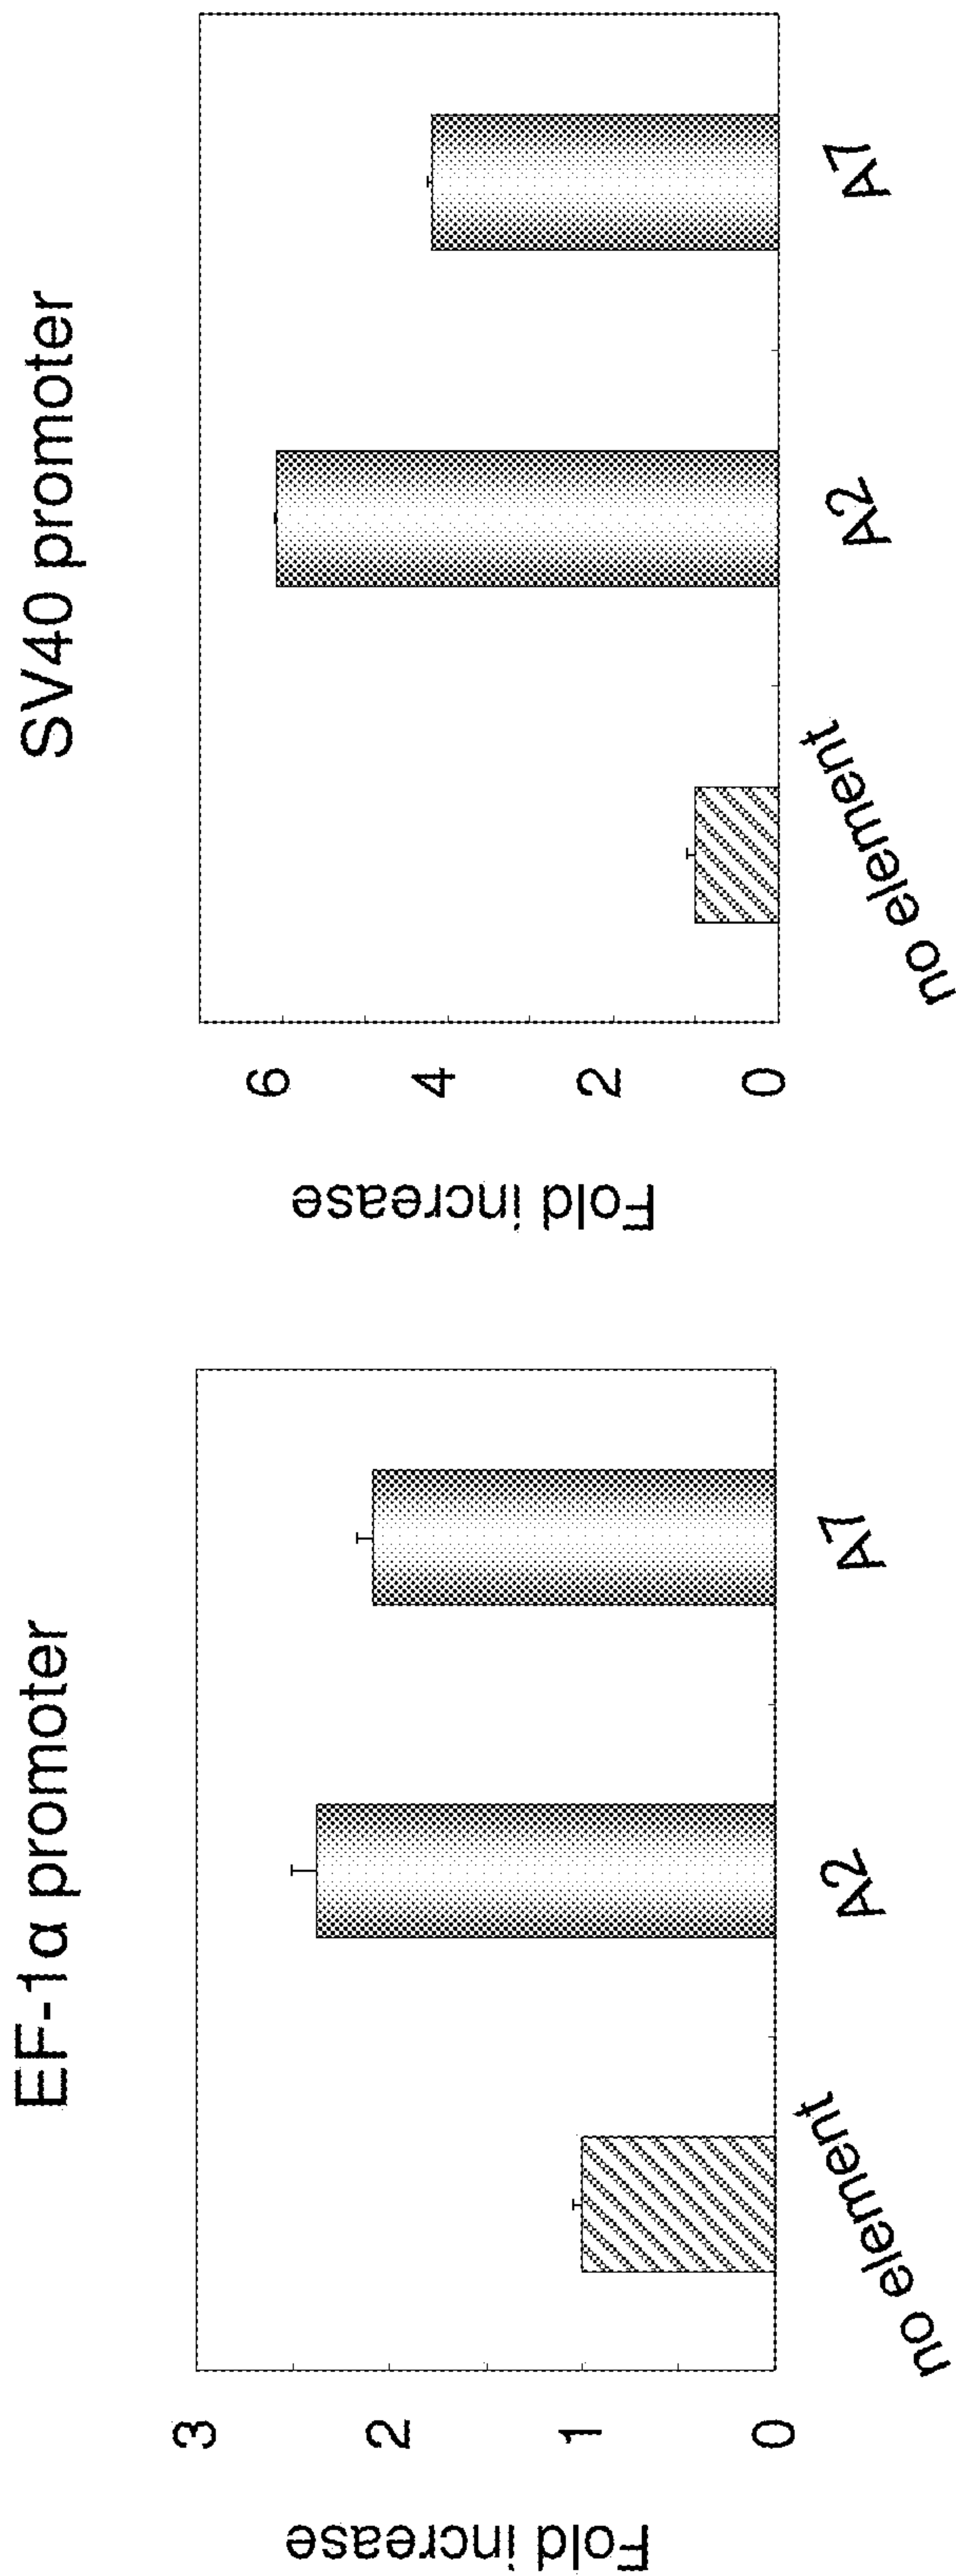 EF-1α promoter
Fold increase
3
2
1
0
no element
A2
A7
SV40 promoter
Fold increase
6
4
2
0
no element
A2
A7